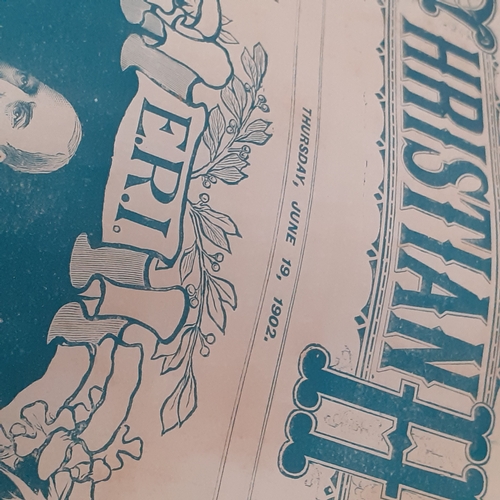 CHRISTIAN H
THURSDAY, JUNE 19, 1902.
E.R.I.